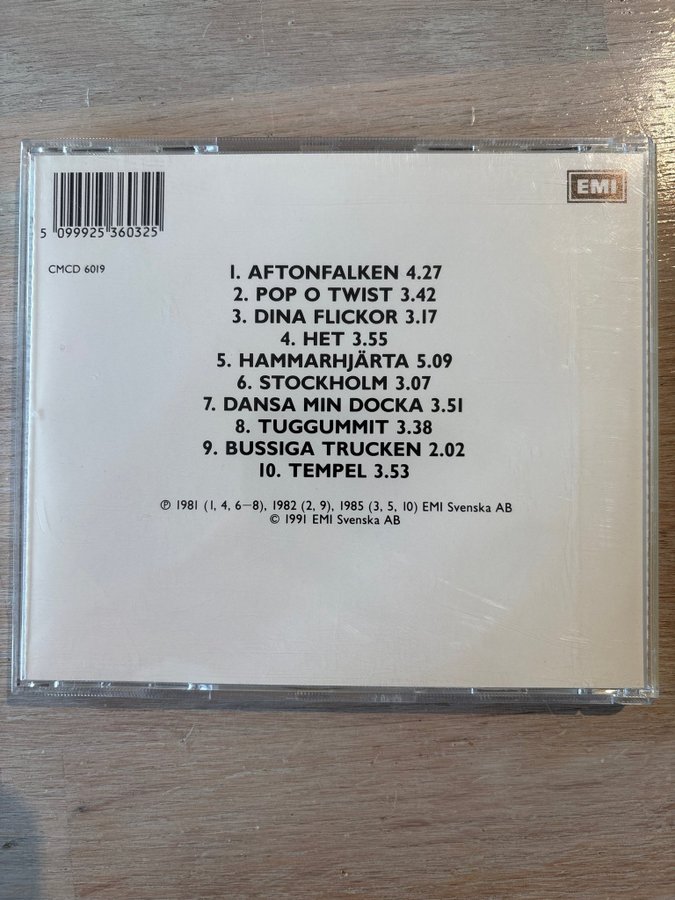 EMI
5 099925 360325
CMCD 6019
1. AFTONFALKEN 4.27
2. POP O TWIST 3.42
3. DINA FLICKOR 3.17
4. HET 3.55
5. HAMMARHJÄRTA 5.09
6. STOCKHOLM 3.07
7. DANSA MIN DOCKA 3.51
8. TUGGUMMIT 3.38
9. BUSSIGA TRUCKEN 2.02
10. TEMPEL 3.53
℗ 1981 (1, 4, 6–8), 1982 (2, 9), 1985 (3, 5, 10) EMI Svenska AB
© 1991 EMI Svenska AB